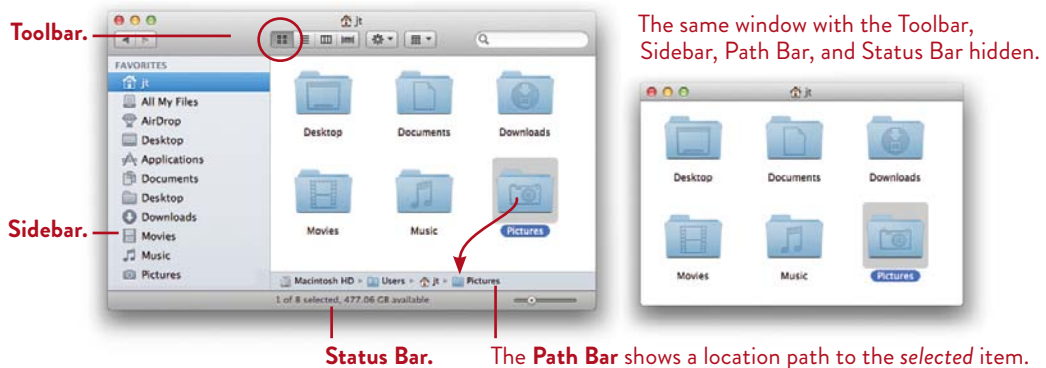 jt
Toolbar.
FAVORITES
jt
All My Files
AirDrop
Desktop
Applications
Documents
Desktop
Downloads
Sidebar.
Movies
Music
Pictures
Desktop Documents Downloads
Movies Music Pictures
Macintosh HD Users jt Pictures
1 of 8 selected, 477.06 GB available
Status Bar.
The Path Bar shows a location path to the selected item.
The same window with the Toolbar,
Sidebar, Path Bar, and Status Bar hidden.
jt
Desktop Documents Downloads
Movies Music Pictures